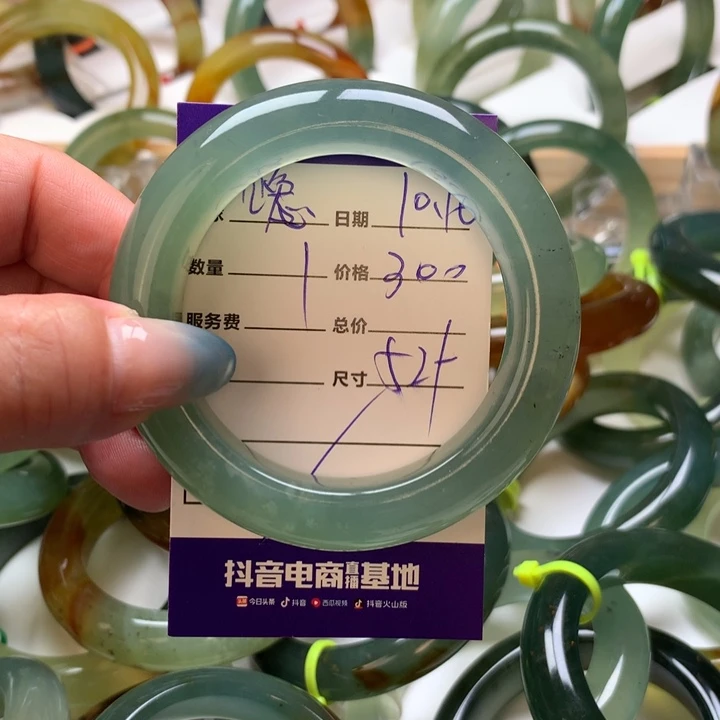 日期 10.10
数量 1 价格 300
服务费 总价
尺寸 52+
抖音电商直播基地
今日头条 抖音 西瓜视频 抖音火山版